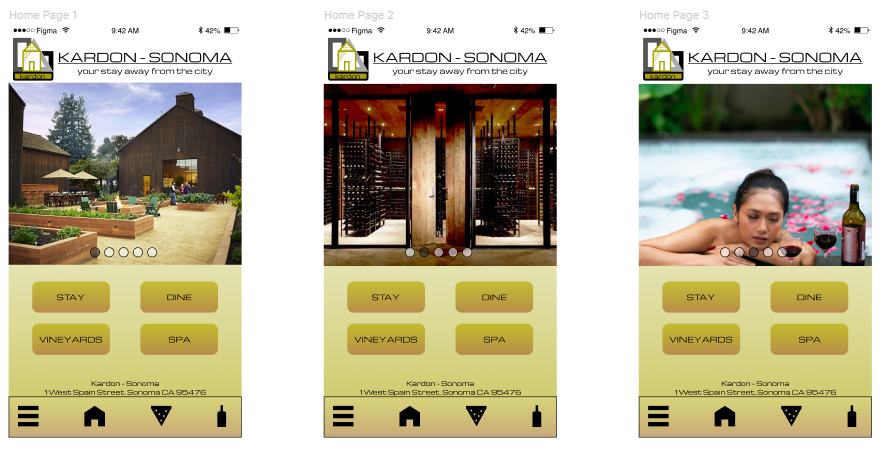 Home Page 1
Figma 9:42 AM 42%
kardon
KARDON - SONOMA
your stay away from the city
STAY DINE
VINEYARDS SPA
Kardon - Sonoma
1 West Spain Street, Sonoma CA 95476
Home Page 2
Figma 9:42 AM 42%
kardon
KARDON - SONOMA
your stay away from the city
STAY DINE
VINEYARDS SPA
Kardon - Sonoma
1 West Spain Street, Sonoma CA 95476
Home Page 3
Figma 9:42 AM 42%
kardon
KARDON - SONOMA
your stay away from the city
STAY DINE
VINEYARDS SPA
Kardon - Sonoma
1 West Spain Street, Sonoma CA 95476